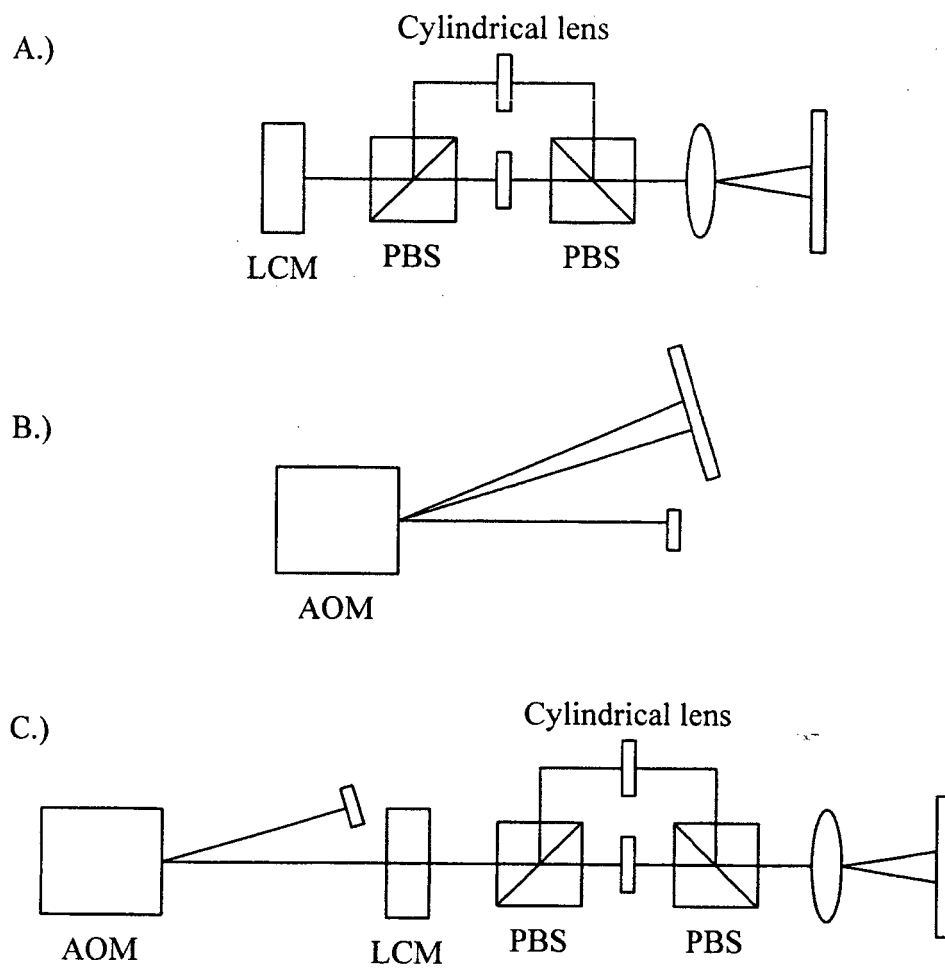 A.)
Cylindrical lens
LCM
PBS
PBS
B.)
AOM
C.)
Cylindrical lens
AOM
LCM
PBS
PBS